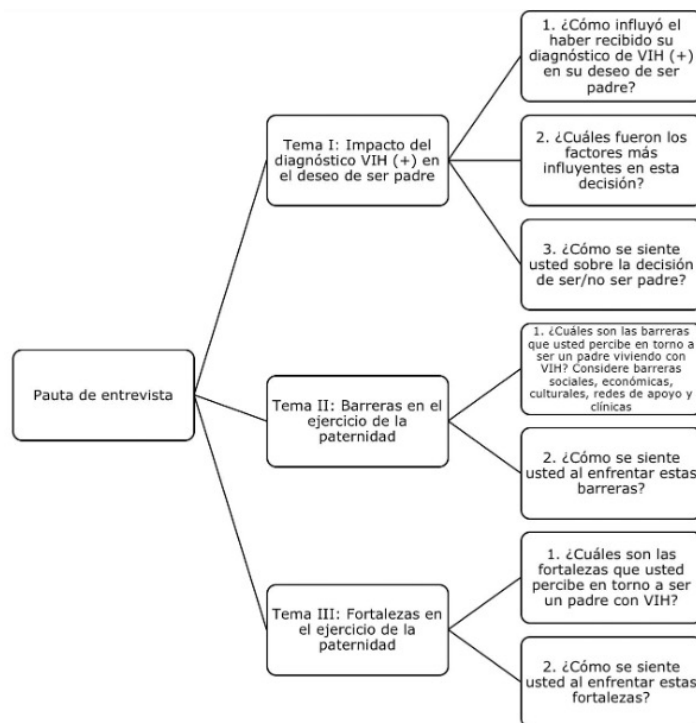 Pauta de entrevista
Tema I: Impacto del
diagnóstico VIH (+) en
el deseo de ser padre
1. ¿Cómo influyó el
haber recibido su
diagnóstico de VIH (+)
en su deseo de ser
padre?
2. ¿Cuáles fueron los
factores más
influyentes en esta
decisión?
3. ¿Cómo se siente
usted sobre la decisión
de ser/no ser padre?
Tema II: Barreras en el
ejercicio de la
paternidad
1. ¿Cuáles son las barreras
que usted percibe en torno a
ser un padre viviendo con
VIH? Considere barreras
sociales, económicas,
culturales, redes de apoyo y
clínicas
2. ¿Cómo se siente
usted al enfrentar estas
barreras?
Tema III: Fortalezas en
el ejercicio de la
paternidad
1. ¿Cuáles son las
fortalezas que usted
percibe en torno a ser
un padre con VIH?
2. ¿Cómo se siente
usted al enfrentar estas
fortalezas?